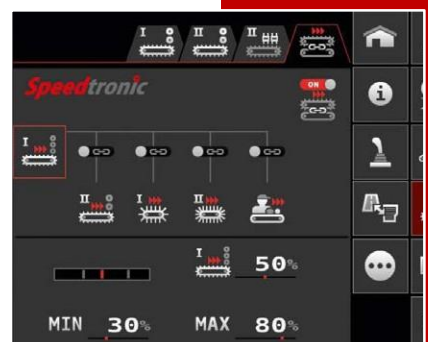 I II II
Speedtronic
ON
I
II I II
I
50%
MIN 30% MAX 80%